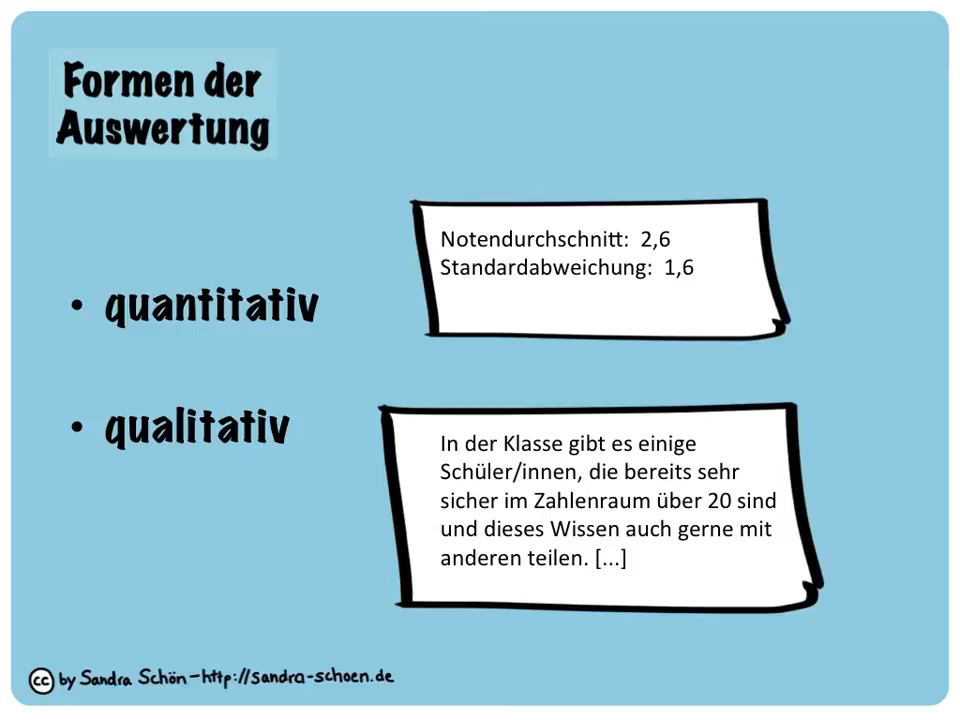 Formen der
Auswertung
• quantitativ
Notendurchschnitt: 2,6
Standardabweichung: 1,6
• qualitativ
In der Klasse gibt es einige
Schüler/innen, die bereits sehr
sicher im Zahlenraum über 20 sind
und dieses Wissen auch gerne mit
anderen teilen. [...]
cc by Sandra Schön – http://sandra-schoen.de